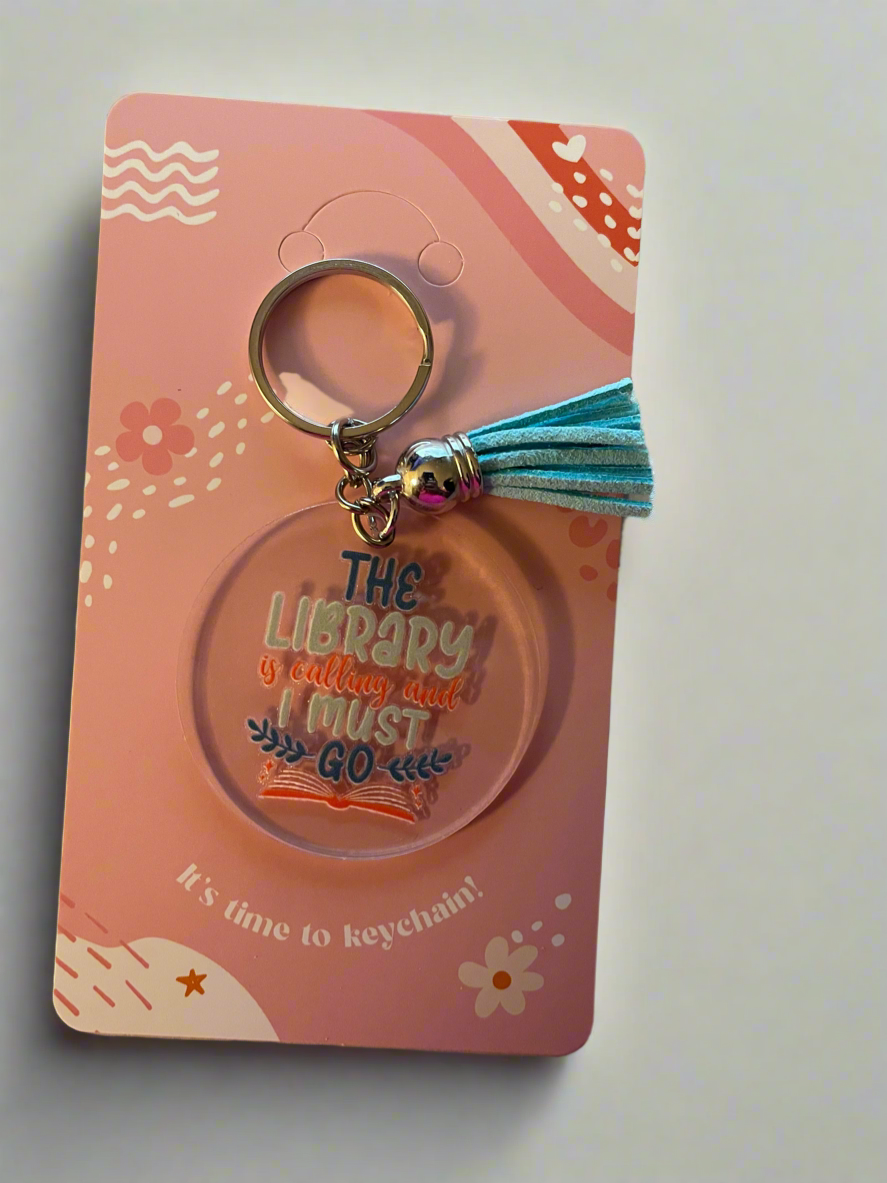 THE
LIBRARY
is calling and
I MUST
GO
It's time to keychain!